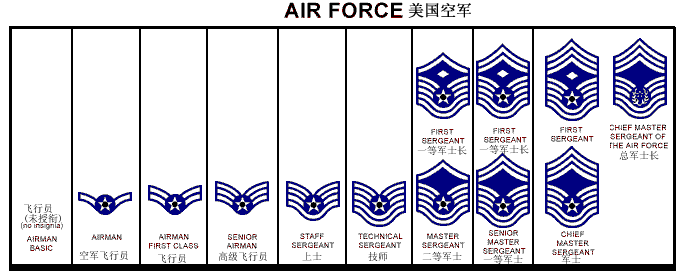 AIR FORCE 美国空军
FIRST
SERGEANT
一等军士长
FIRST
SERGEANT
一等军士长
FIRST
SERGEANT
CHIEF MASTER
SERGEANT OF
THE AIR FORCE
总军士长
飞行员
(未授衔)
(no insignia)
AIRMAN
BASIC
AIRMAN
空军飞行员
AIRMAN
FIRST CLASS
飞行员
SENIOR
AIRMAN
高级飞行员
STAFF
SERGEANT
上士
TECHNICAL
SERGEANT
技师
MASTER
SERGEANT
二等军士
SENIOR
MASTER
SERGEANT
一等军士
CHIEF
MASTER
SERGEANT
军士